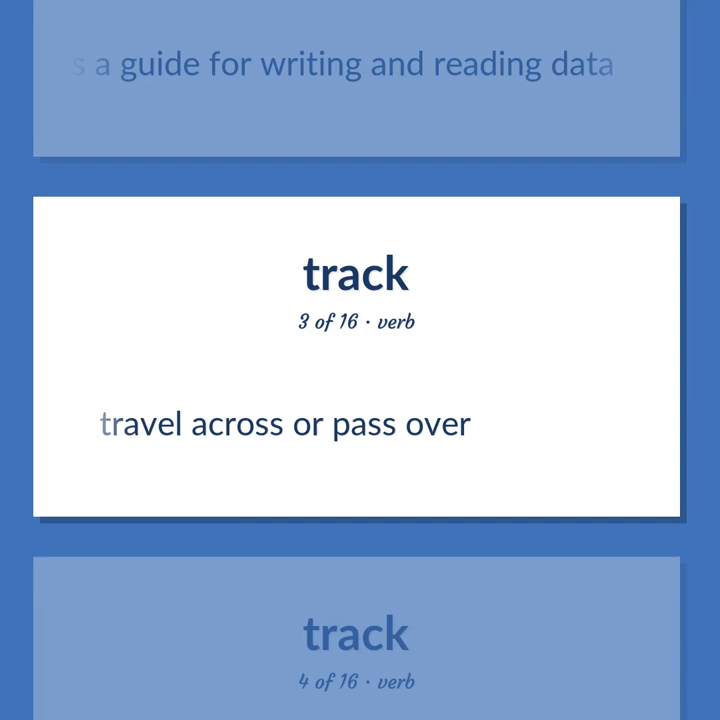 s a guide for writing and reading data
track
3 of 16 · verb
travel across or pass over
track
4 of 16 · verb